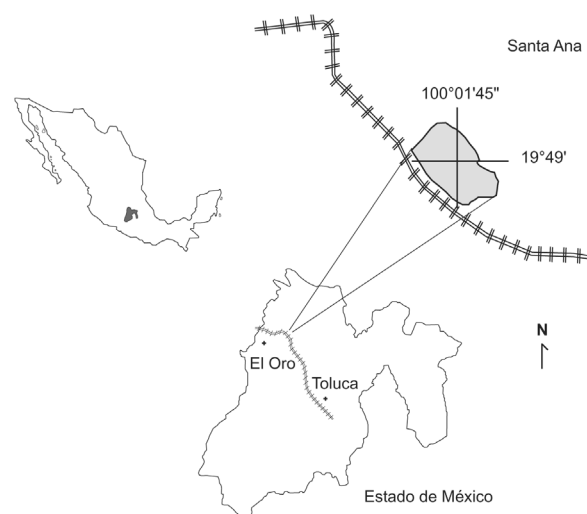 Santa Ana
100°01'45"
19°49'
N
El Oro
Toluca
Estado de México